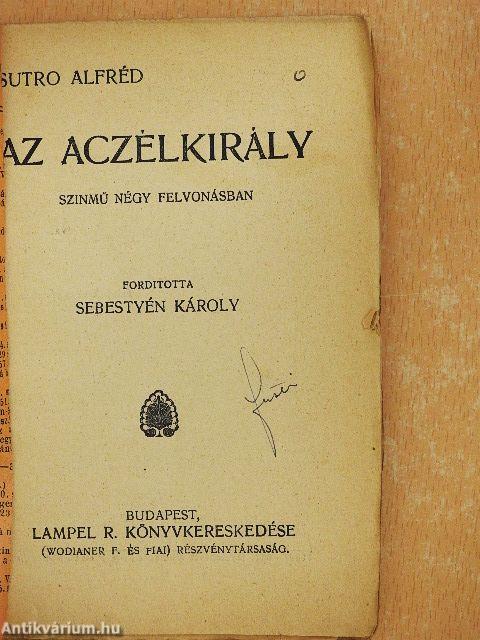 SUTRO ALFRÉD
AZ ACZÉLKIRÁLY
SZINMŰ NÉGY FELVONÁSBAN
FORDITOTTA
SEBESTYÉN KÁROLY
BUDAPEST,
LAMPEL R. KÖNYVKERESKEDÉSE
(WODIANER F. ÉS FIAI) RÉSZVÉNYTÁRSASÁG.
Antikvárium.hu